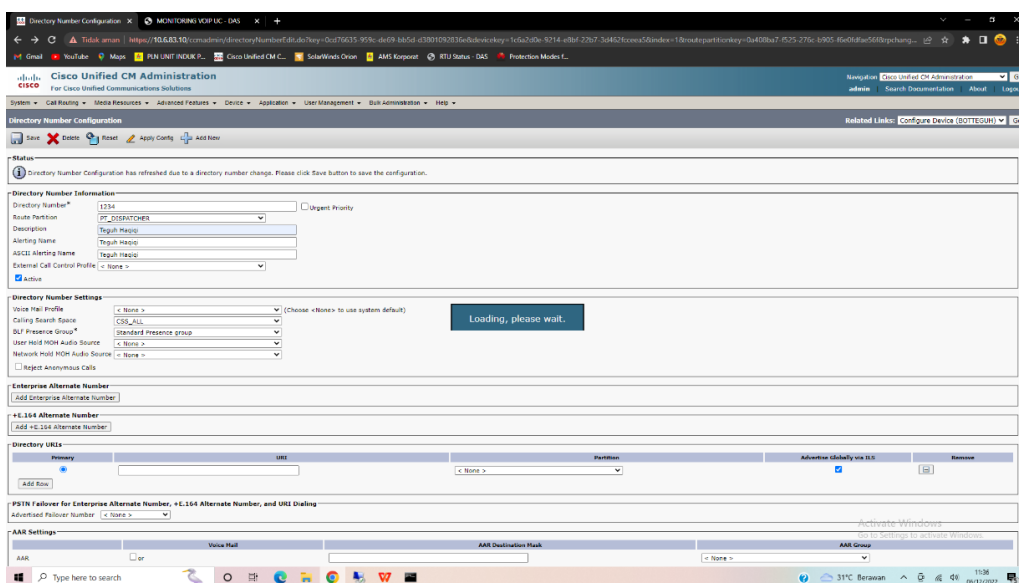 Directory Number Configuration × MONITORING VOIP UC - DAS × +
Tidak aman https://10.6.83.10/ccmadmin/directoryNumberEdit.do?key=
Gmail YouTube Maps PLN UNIT INDUK P... Cisco Unified CM C... SolarWinds Orion AMS Korporat RTU Status - DAS Protection Modes f...
CISCO Cisco Unified CM Administration
For Cisco Unified Communications Solutions
Navigation Cisco Unified CM Administration
admin Search Documentation About
System Call Routing Media Resources Advanced Features Device Application User Management Bulk Administration Help
Directory Number Configuration Related Links: Configure Device (BOTTEGUH)
Save Delete Reset Apply Config Add New
Status
Directory Number Configuration has refreshed due to a directory number change. Please click Save button to save the configuration.
Directory Number Information
Directory Number* 1234 Urgent Priority
Route Partition PT_DISPATCHER
Description Teguh Haqiqi
Alerting Name Teguh Haqiqi
ASCII Alerting Name Teguh Haqiqi
External Call Control Profile < None >
Active
Directory Number Settings
Voice Mail Profile < None > (Choose <None> to use system default)
Calling Search Space CSS_ALL
BLF Presence Group* Standard Presence group
User Hold MOH Audio Source < None >
Network Hold MOH Audio Source < None >
Reject Anonymous Calls
Loading, please wait.
Enterprise Alternate Number
Add Enterprise Alternate Number
+E.164 Alternate Number
Add +E.164 Alternate Number
Directory URIs
Primary URI Partition Advertise Globally via ILS Remove
< None >
Add Row
PSTN Failover for Enterprise Alternate Number, +E.164 Alternate Number, and URI Dialing
Advertised Failover Number < None >
AAR Settings
Voice Mail AAR Destination Mask AAR Group
AAR or < None >
Activate Windows
Go to Settings to activate Windows.
Type here to search 31°C Berawan 11:36
06/12/2022